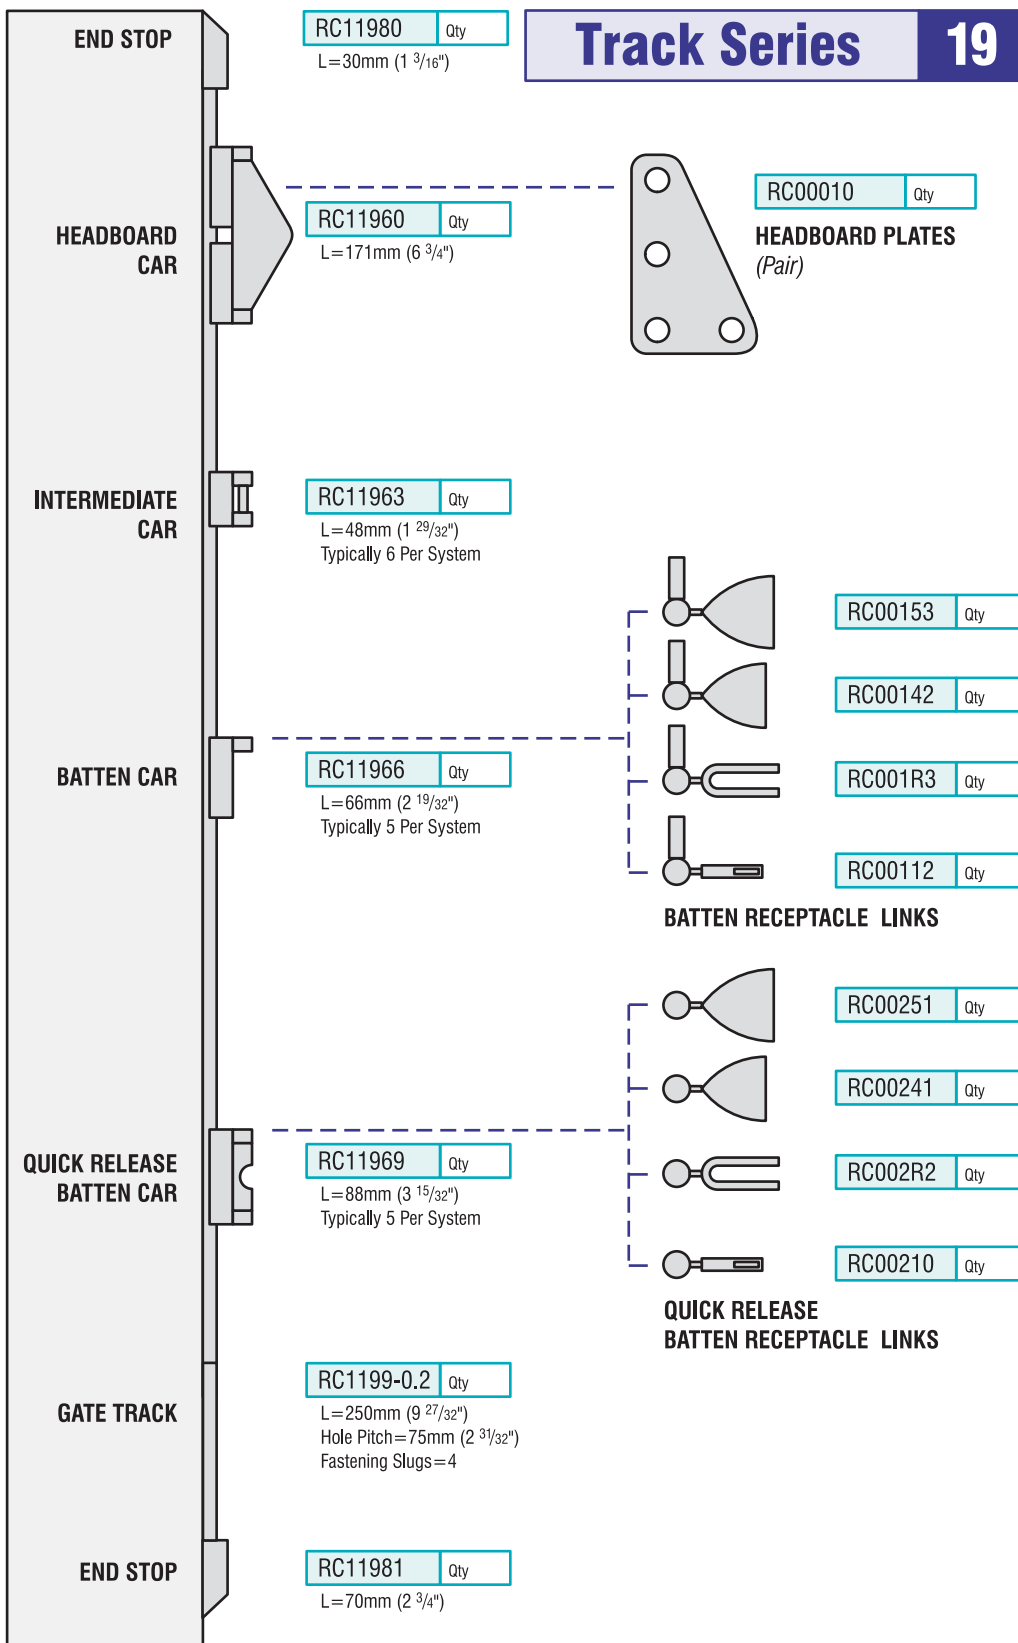 Track Series 19
END STOP
RC11980 Qty
L=30mm (1 3/16")
HEADBOARD
CAR
RC11960 Qty
L=171mm (6 3/4")
RC00010 Qty
HEADBOARD PLATES
(Pair)
INTERMEDIATE
CAR
RC11963 Qty
L=48mm (1 29/32")
Typically 6 Per System
BATTEN CAR
RC11966 Qty
L=66mm (2 19/32")
Typically 5 Per System
RC00153 Qty
RC00142 Qty
RC001R3 Qty
RC00112 Qty
BATTEN RECEPTACLE LINKS
QUICK RELEASE
BATTEN CAR
RC11969 Qty
L=88mm (3 15/32")
Typically 5 Per System
RC00251 Qty
RC00241 Qty
RC002R2 Qty
RC00210 Qty
QUICK RELEASE
BATTEN RECEPTACLE LINKS
GATE TRACK
RC1199-0.2 Qty
L=250mm (9 27/32")
Hole Pitch=75mm (2 31/32")
Fastening Slugs=4
END STOP
RC11981 Qty
L=70mm (2 3/4")